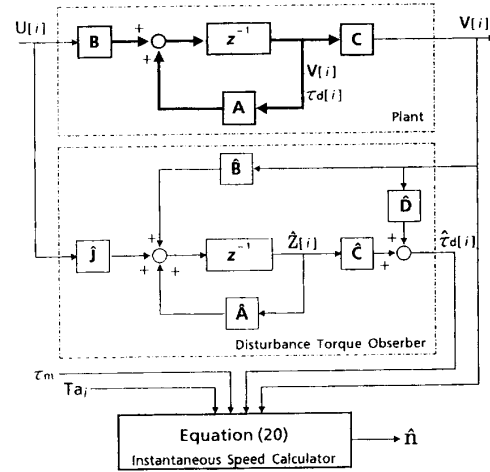 U[i]
V[i]
B
+
+
z⁻¹
C
V[i]
τd[i]
A
Plant
B̂
D̂
τ̂d[i]
Ĵ
+
+
+
+
z⁻¹
Ẑ[i]
Ĉ
+
+
Â
Disturbance Torque Obserber
τm
Tai
Equation (20)
Instantaneous Speed Calculator
n̂